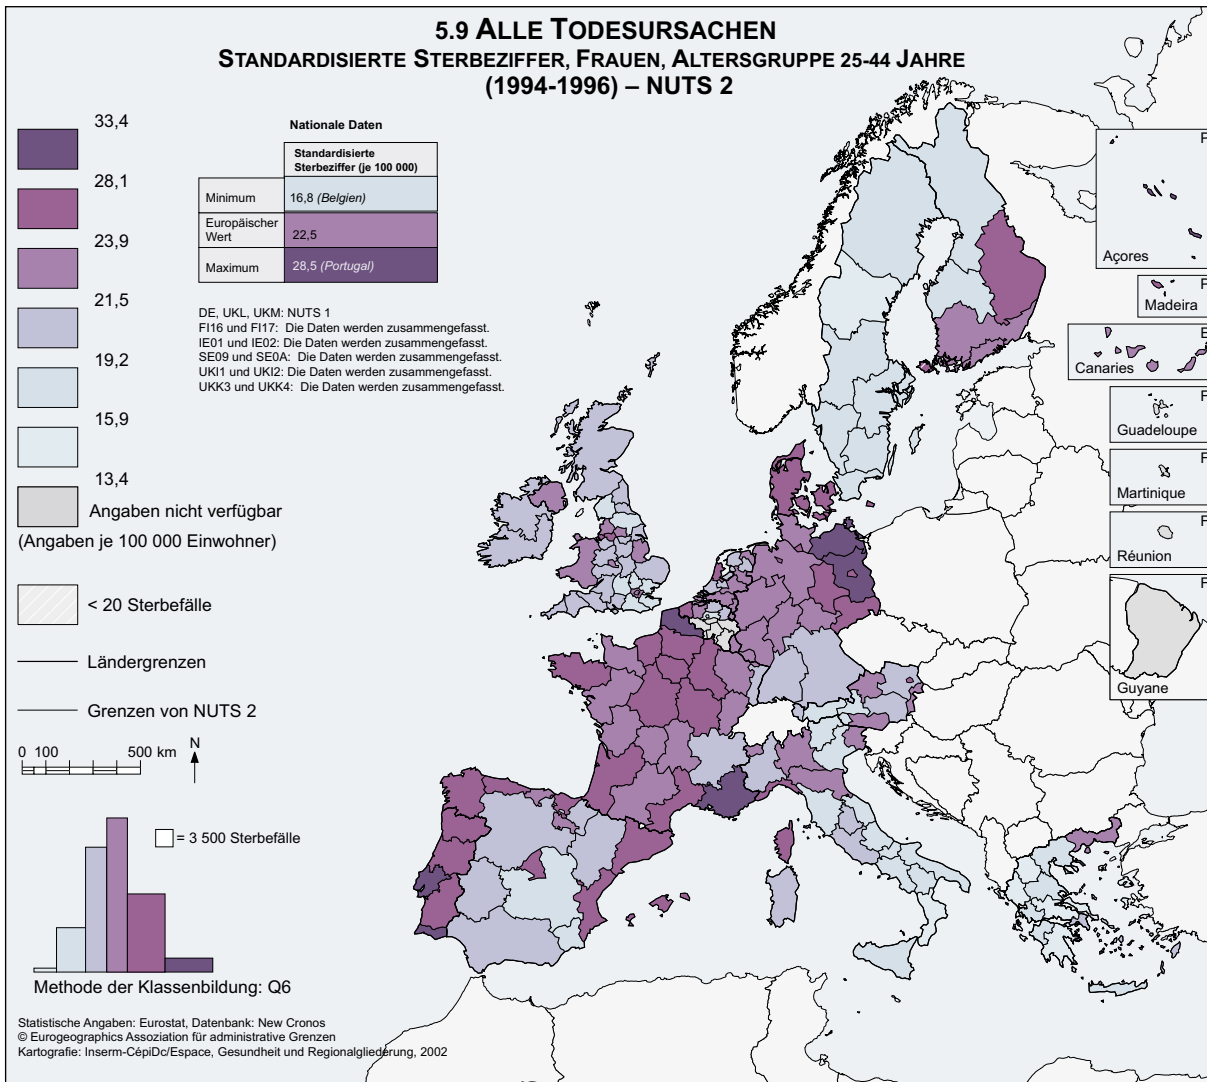 5.9 ALLE TODESURSACHEN
STANDARDISIERTE STERBEZIFFER, FRAUEN, ALTERSGRUPPE 25-44 JAHRE
(1994-1996) – NUTS 2
33,4
28,1
23,9
21,5
19,2
15,9
13,4
Angaben nicht verfügbar
(Angaben je 100 000 Einwohner)
< 20 Sterbefälle
Ländergrenzen
Grenzen von NUTS 2
0 100 500 km
N
Nationale Daten
Standardisierte
Sterbeziffer (je 100 000)
Minimum 16,8 (Belgien)
Europäischer
Wert 22,5
Maximum 28,5 (Portugal)
DE, UKL, UKM: NUTS 1
FI16 und FI17: Die Daten werden zusammengefasst.
IE01 und IE02: Die Daten werden zusammengefasst.
SE09 und SE0A: Die Daten werden zusammengefasst.
UKI1 und UKI2: Die Daten werden zusammengefasst.
UKK3 und UKK4: Die Daten werden zusammengefasst.
F
Açores
F
Madeira
E
Canaries
F
Guadeloupe
F
Martinique
F
Réunion
F
Guyane
= 3 500 Sterbefälle
Methode der Klassenbildung: Q6
Statistische Angaben: Eurostat, Datenbank: New Cronos
© Eurogeographics Assoziation für administrative Grenzen
Kartografie: Inserm-CépiDc/Espace, Gesundheit und Regionalgliederung, 2002